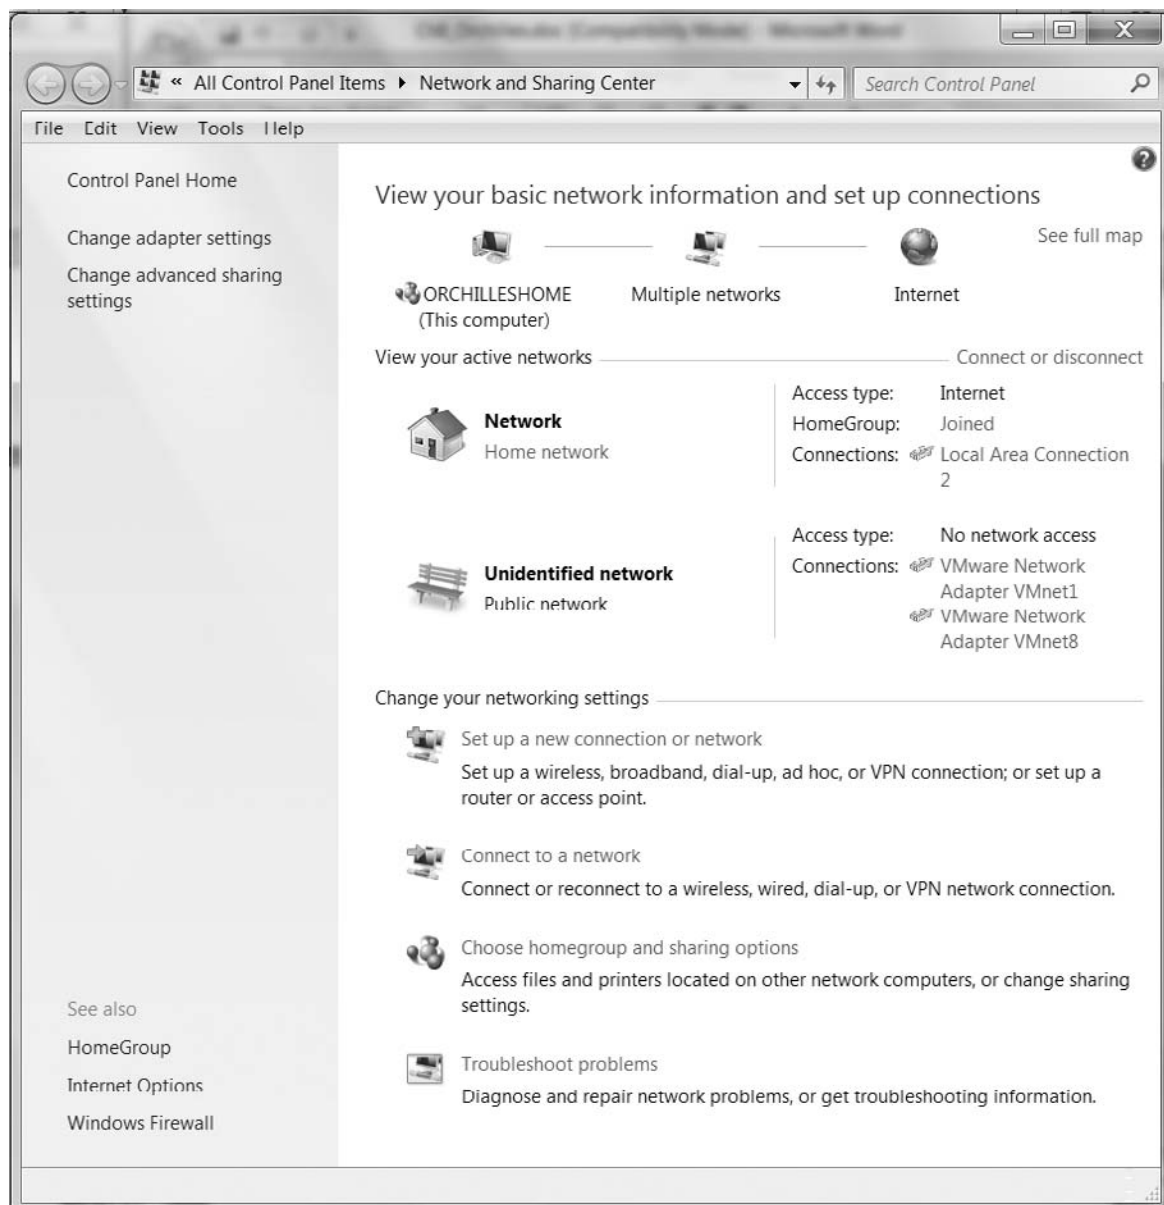 All Control Panel Items
Network and Sharing Center
Search Control Panel
File Edit View Tools Help
Control Panel Home
Change adapter settings
Change advanced sharing
settings
See also
HomeGroup
Internet Options
Windows Firewall
View your basic network information and set up connections
See full map
ORCHILLESHOME
(This computer)
Multiple networks
Internet
View your active networks
Connect or disconnect
Network
Home network
Access type: Internet
HomeGroup: Joined
Connections: Local Area Connection
2
Unidentified network
Public network
Access type: No network access
Connections: VMware Network
Adapter VMnet1
VMware Network
Adapter VMnet8
Change your networking settings
Set up a new connection or network
Set up a wireless, broadband, dial-up, ad hoc, or VPN connection; or set up a
router or access point.
Connect to a network
Connect or reconnect to a wireless, wired, dial-up, or VPN network connection.
Choose homegroup and sharing options
Access files and printers located on other network computers, or change sharing
settings.
Troubleshoot problems
Diagnose and repair network problems, or get troubleshooting information.